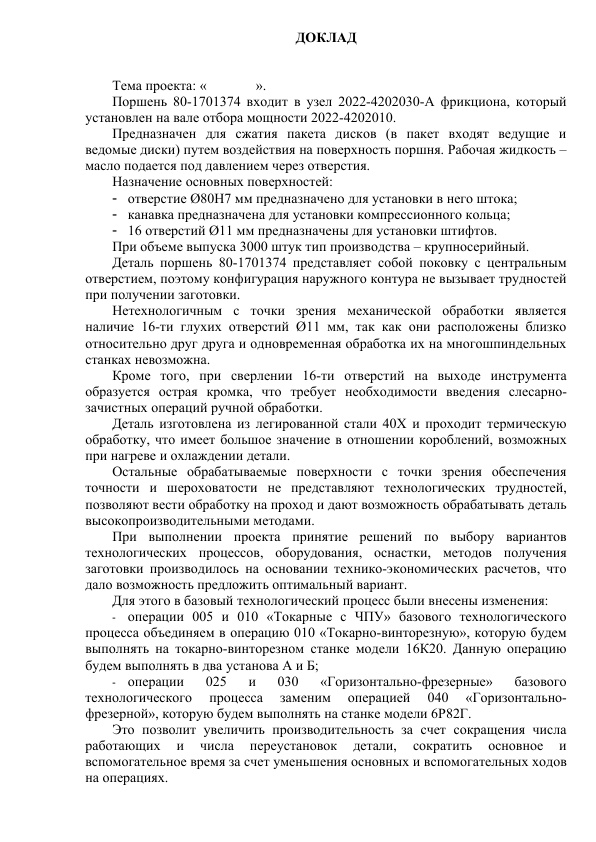 ДОКЛАД
Тема проекта: « ».
Поршень 80-1701374 входит в узел 2022-4202030-А фрикциона, который
установлен на вале отбора мощности 2022-4202010.
Предназначен для сжатия пакета дисков (в пакет входят ведущие и
ведомые диски) путем воздействия на поверхность поршня. Рабочая жидкость –
масло подается под давлением через отверстия.
Назначение основных поверхностей:
- отверстие Ø80Н7 мм предназначено для установки в него штока;
- канавка предназначена для установки компрессионного кольца;
- 16 отверстий Ø11 мм предназначены для установки штифтов.
При объеме выпуска 3000 штук тип производства – крупносерийный.
Деталь поршень 80-1701374 представляет собой поковку с центральным
отверстием, поэтому конфигурация наружного контура не вызывает трудностей
при получении заготовки.
Нетехнологичным с точки зрения механической обработки является
наличие 16-ти глухих отверстий Ø11 мм, так как они расположены близко
относительно друг друга и одновременная обработка их на многошпиндельных
станках невозможна.
Кроме того, при сверлении 16-ти отверстий на выходе инструмента
образуется острая кромка, что требует необходимости введения слесарно-
зачистных операций ручной обработки.
Деталь изготовлена из легированной стали 40Х и проходит термическую
обработку, что имеет большое значение в отношении короблений, возможных
при нагреве и охлаждении детали.
Остальные обрабатываемые поверхности с точки зрения обеспечения
точности и шероховатости не представляют технологических трудностей,
позволяют вести обработку на проход и дают возможность обрабатывать деталь
высокопроизводительными методами.
При выполнении проекта принятие решений по выбору вариантов
технологических процессов, оборудования, оснастки, методов получения
заготовки производилось на основании технико-экономических расчетов, что
дало возможность предложить оптимальный вариант.
Для этого в базовый технологический процесс были внесены изменения:
- операции 005 и 010 «Токарные с ЧПУ» базового технологического
процесса объединяем в операцию 010 «Токарно-винторезную», которую будем
выполнять на токарно-винторезном станке модели 16К20. Данную операцию
будем выполнять в два установа А и Б;
- операции 025 и 030 «Горизонтально-фрезерные» базового
технологического процесса заменим операцией 040 «Горизонтально-
фрезерной», которую будем выполнять на станке модели 6Р82Г.
Это позволит увеличить производительность за счет сокращения числа
работающих и числа переустановок детали, сократить основное и
вспомогательное время за счет уменьшения основных и вспомогательных ходов
на операциях.